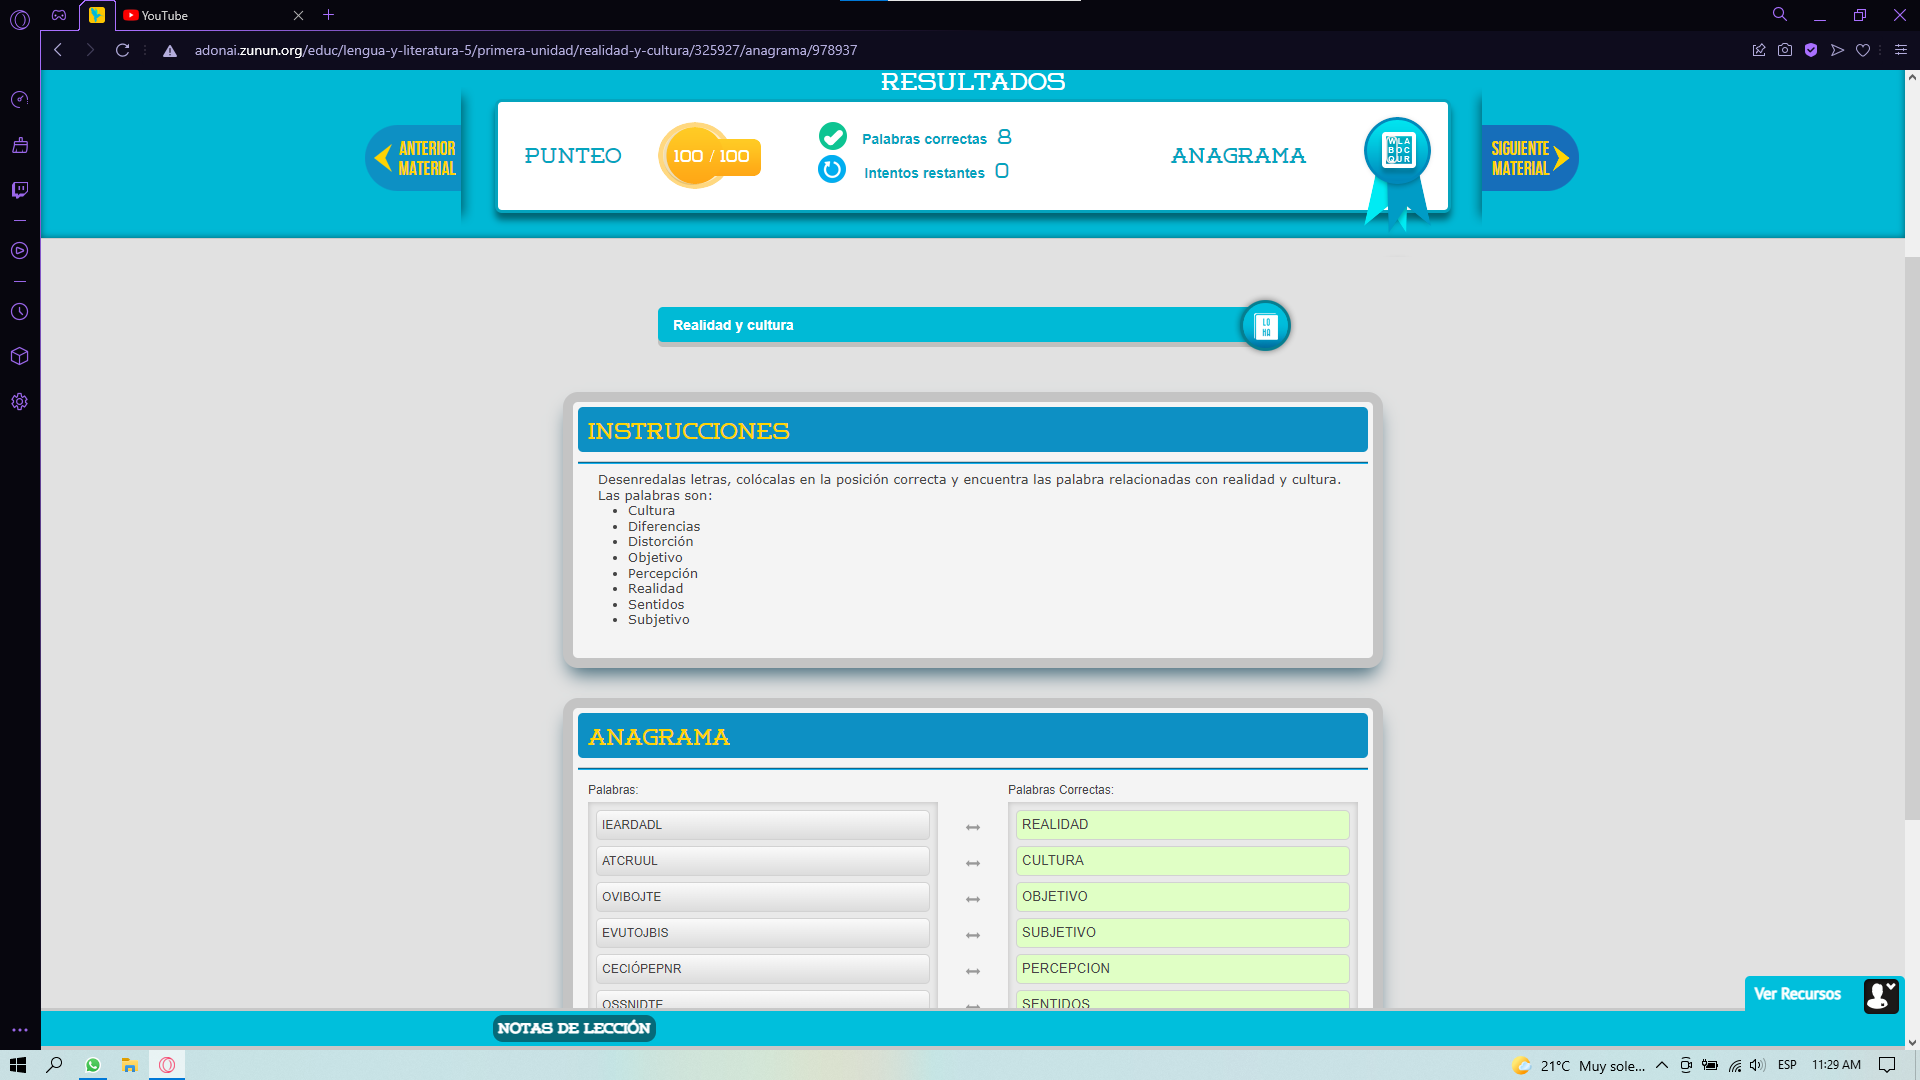 YouTube
adonai.zunun.org/educ/lengua-y-literatura-5/primera-unidad/realidad-y-cultura/325927/anagrama/978937
RESULTADOS
ANTERIOR
MATERIAL
PUNTEO
100 / 100
Palabras correctas 8
Intentos restantes 0
ANAGRAMA
WLA
BOC
QUR
SIGUIENTE
MATERIAL
Realidad y cultura
INSTRUCCIONES
Desenredalas letras, colócalas en la posición correcta y encuentra las palabra relacionadas con realidad y cultura.
Las palabras son:
• Cultura
• Diferencias
• Distorción
• Objetivo
• Percepción
• Realidad
• Sentidos
• Subjetivo
ANAGRAMA
Palabras:
Palabras Correctas:
IEARDADL
REALIDAD
ATCRUUL
CULTURA
OVIBOJTE
OBJETIVO
EVUTOJBIS
SUBJETIVO
CECIÓPEPNR
PERCEPCION
OSSNIDTE
SENTIDOS
Ver Recursos
NOTAS DE LECCIÓN
21°C Muy sole...
ESP
11:29 AM